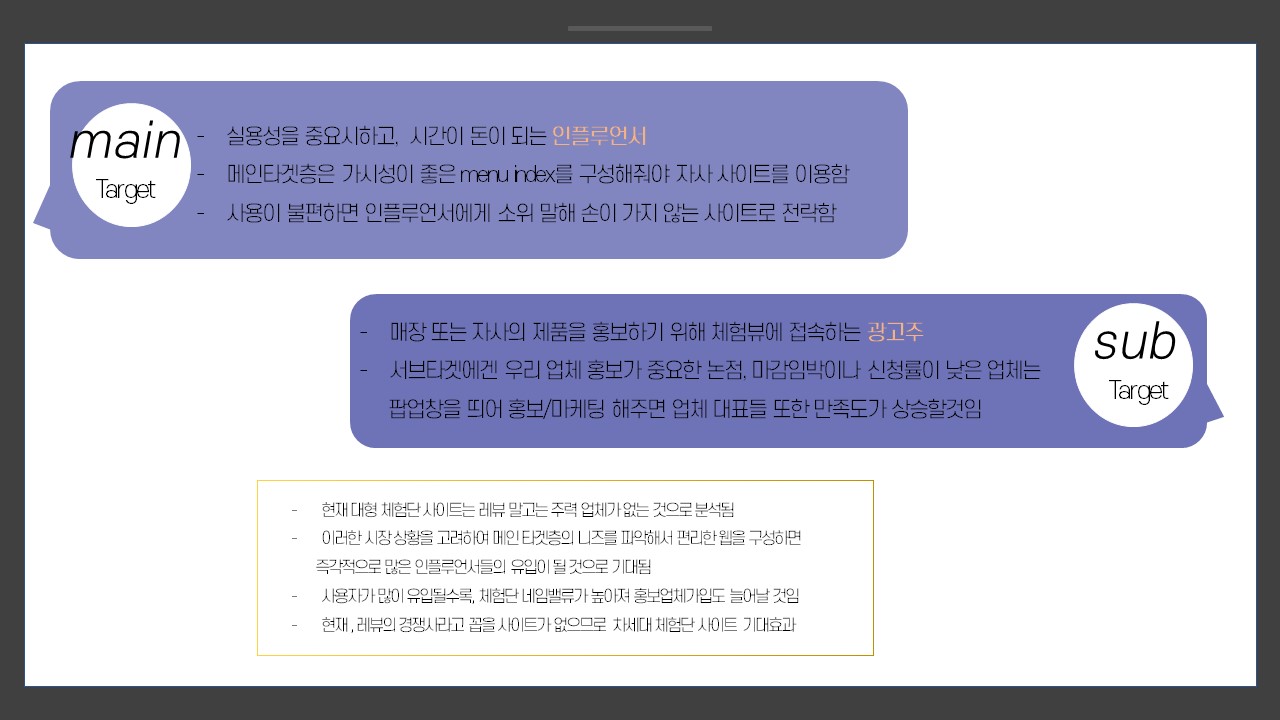 main
Target
- 실용성을 중요시하고, 시간이 돈이 되는 인플루언서
- 메인타겟층은 가시성이 좋은 menu index를 구성해줘야 자사 사이트를 이용함
- 사용이 불편하면 인플루언서에게 소위 말해 손이 가지 않는 사이트로 전락함
- 매장 또는 자사의 제품을 홍보하기 위해 체험뷰에 접속하는 광고주
- 서브타겟에겐 우리 업체 홍보가 중요한 논점, 마감임박이나 신청률이 낮은 업체는
팝업창을 띄어 홍보/마케팅 해주면 업체 대표들 또한 만족도가 상승할것임
sub
Target
- 현재 대형 체험단 사이트는 레뷰 말고는 주력 업체가 없는 것으로 분석됨
- 이러한 시장 상황을 고려하여 메인 타겟층의 니즈를 파악해서 편리한 웹을 구성하면
즉각적으로 많은 인플루언서들의 유입이 될 것으로 기대됨
- 사용자가 많이 유입될수록, 체험단 네임밸류가 높아져 홍보업체가입도 늘어날 것임
- 현재 , 레뷰의 경쟁사라고 꼽을 사이트가 없으므로 차세대 체험단 사이트 기대효과